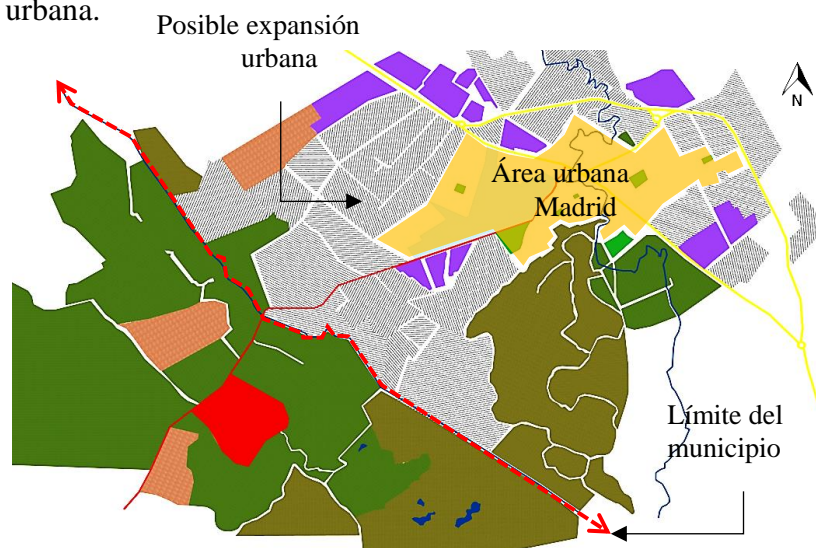 urbana.
Posible expansión
urbana
N
Área urbana
Madrid
Límite del
municipio